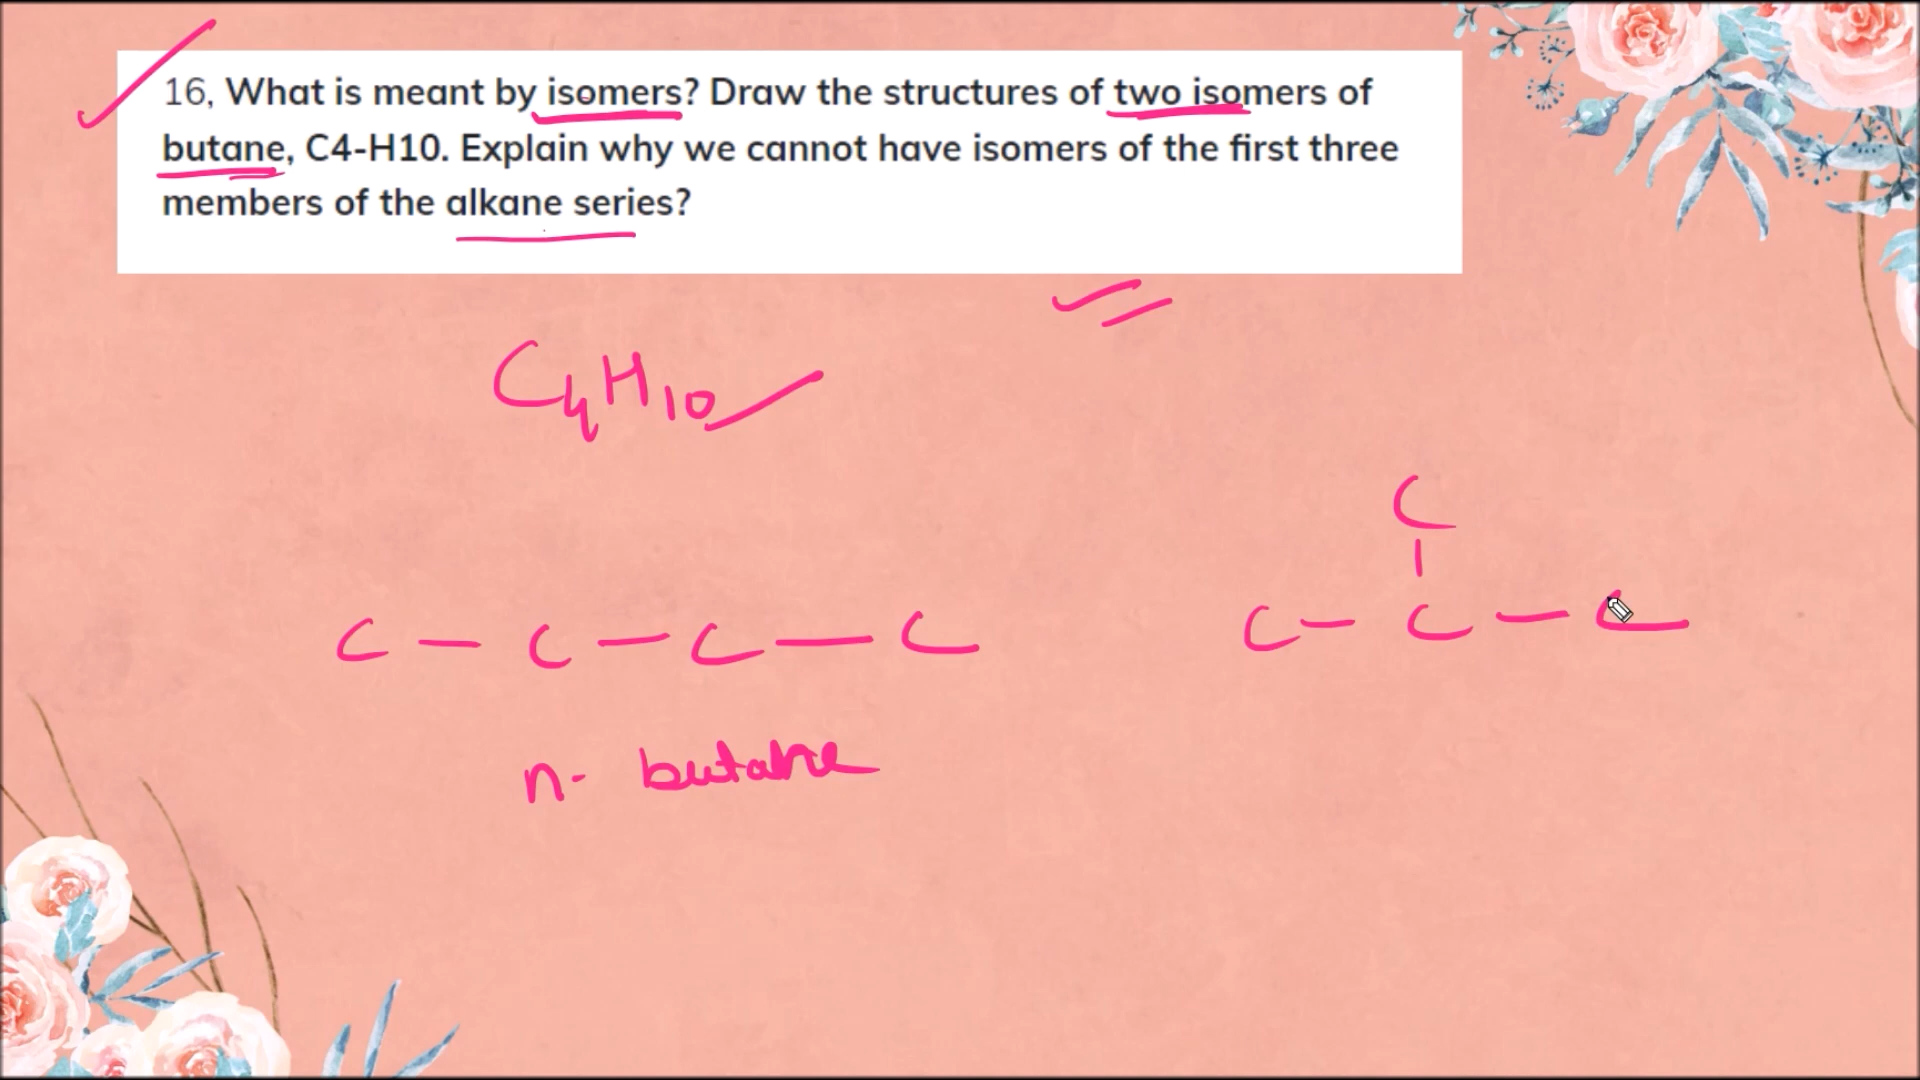 16, What is meant by isomers? Draw the structures of two isomers of
butane, C4-H10. Explain why we cannot have isomers of the first three
members of the alkane series?
C4H10
C
|
C - C - C - C
C - C - C
n- butane